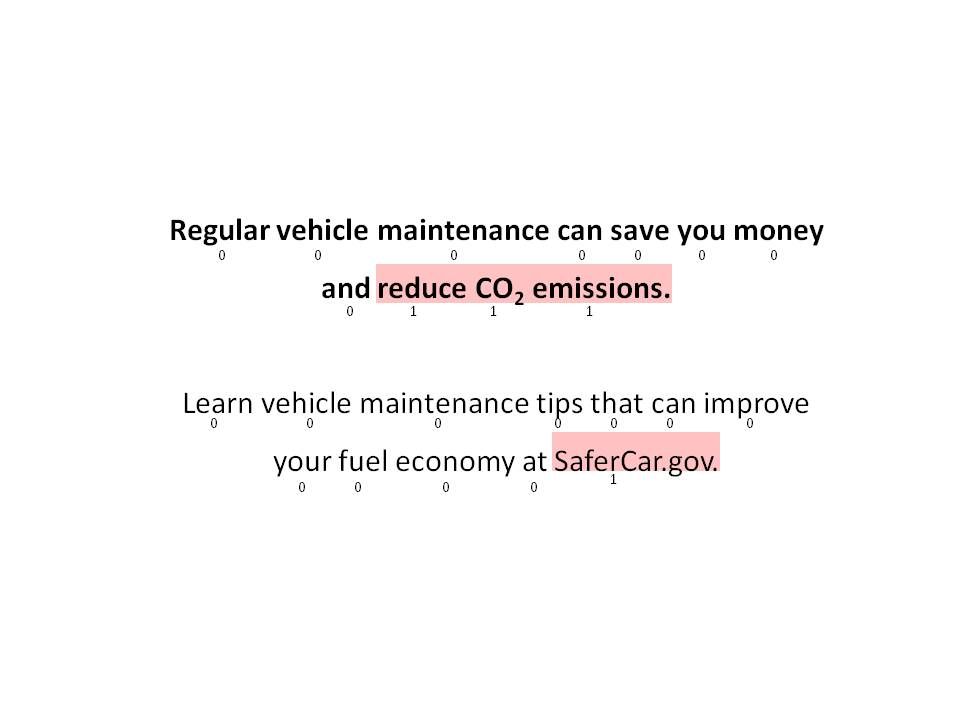 Regular vehicle maintenance can save you money
0 0 0 0 0 0 0
and reduce CO₂ emissions.
0 1 1 1
Learn vehicle maintenance tips that can improve
0 0 0 0 0 0 0
your fuel economy at SaferCar.gov.
0 0 0 0 1